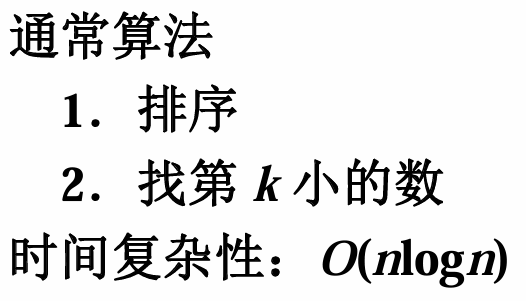 通常算法
1. 排序
2. 找第 k 小的数
时间复杂性：O(nlogn)